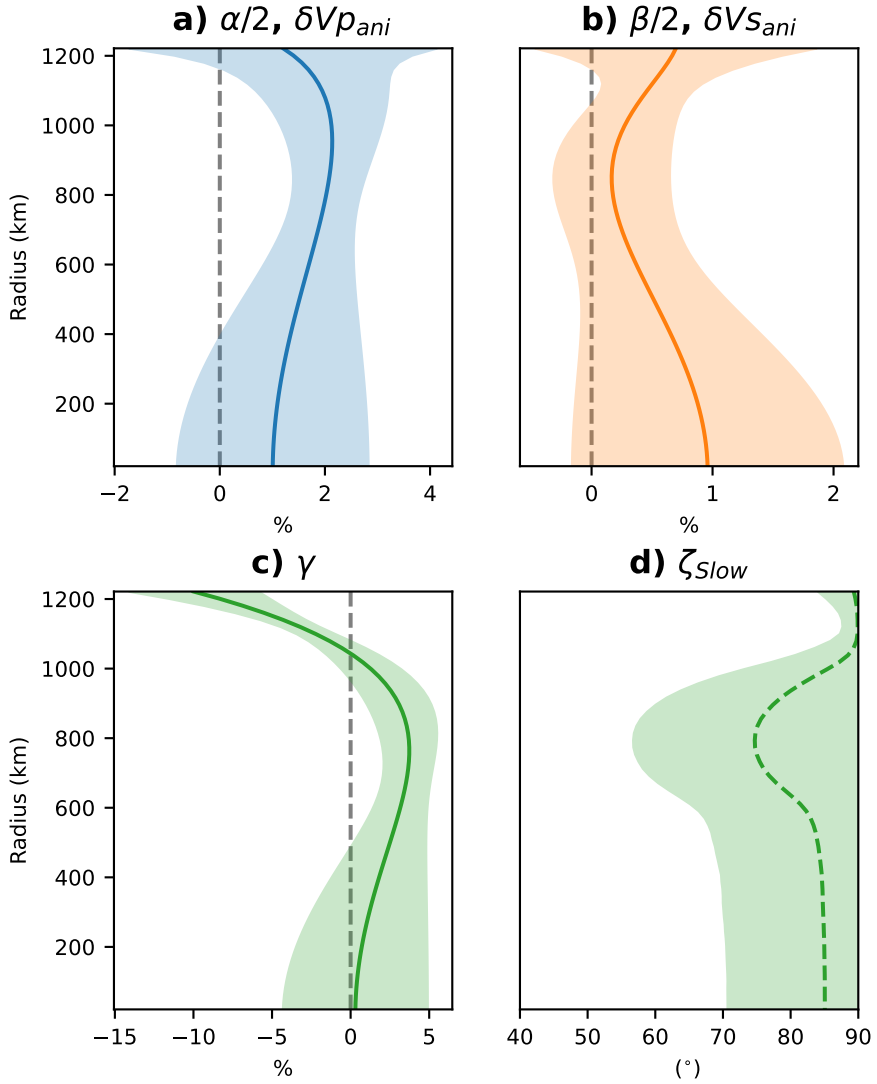 a) α/2, δVp_ani
b) β/2, δVs_ani
1200
1000
800
600
400
200
Radius (km)
−2 0 2 4
%
0 1 2
%
c) γ
d) ζ_Slow
1200
1000
800
600
400
200
Radius (km)
−15 −10 −5 0 5
%
40 50 60 70 80 90
(°)